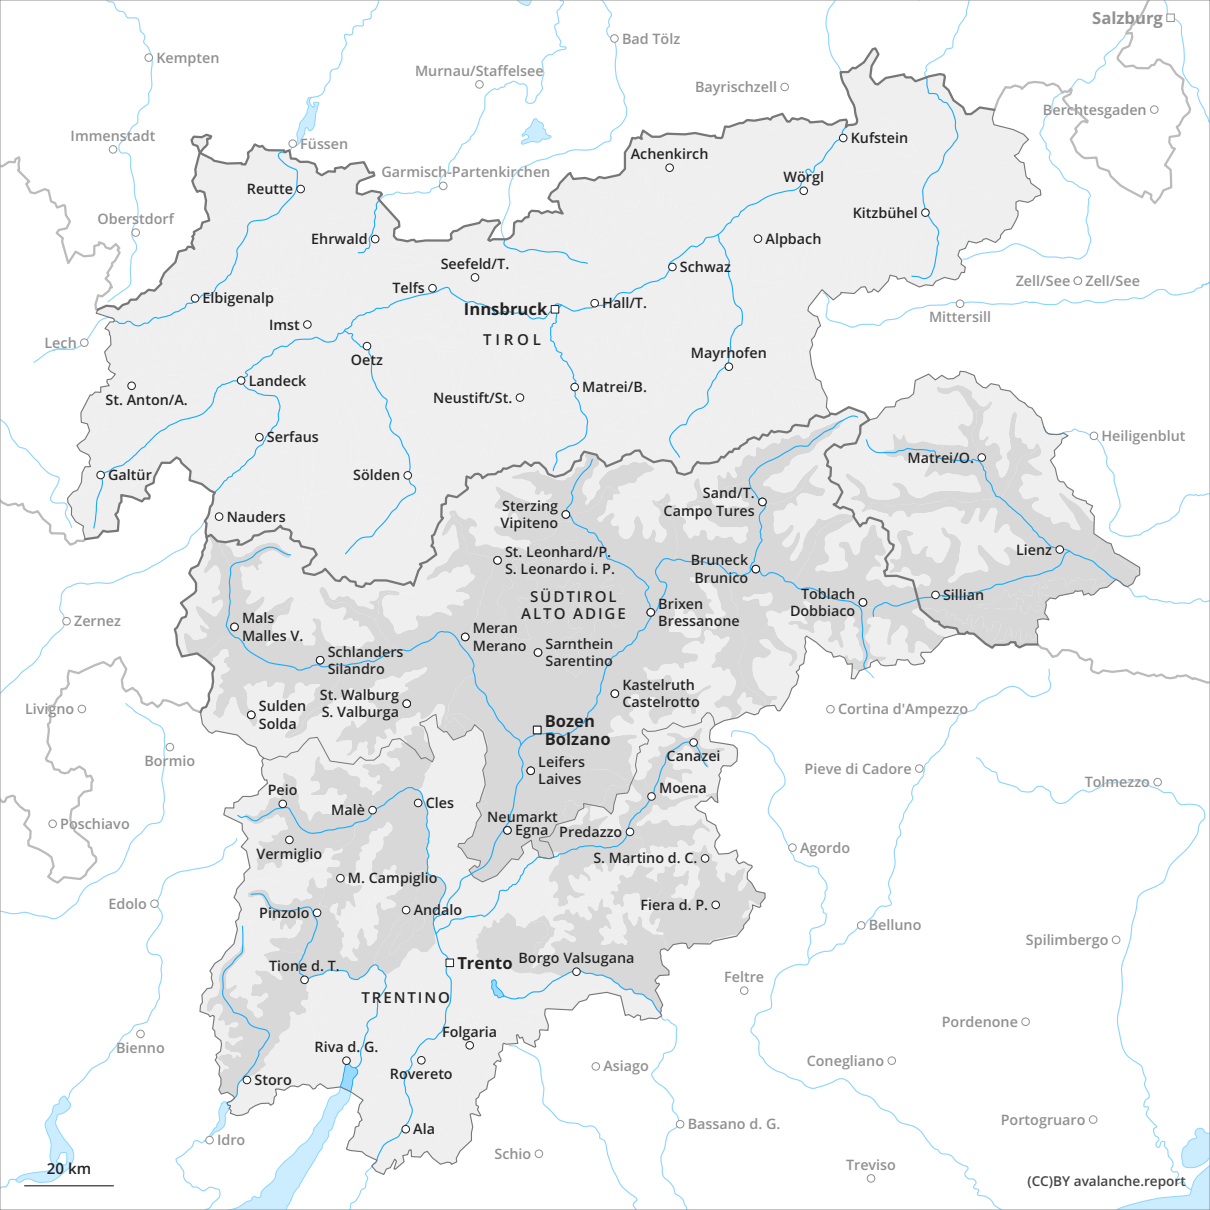 Salzburg
Bad Tölz
Kempten
Murnau/Staffelsee
Bayrischzell
Berchtesgaden
Immenstadt
Füssen
Kufstein
Achenkirch
Garmisch-Partenkirchen
Wörgl
Reutte
Kitzbühel
Oberstdorf
Ehrwald
Alpbach
Seefeld/T.
Schwaz
Zell/See
Zell/See
Telfs
Elbigenalp
Hall/T.
Innsbruck
Mittersill
Imst
TIROL
Lech
Mayrhofen
Oetz
Landeck
Matrei/B.
St. Anton/A.
Neustift/St.
Serfaus
Heiligenblut
Matrei/O.
Galtür
Sölden
Sand/T.
Campo Tures
Sterzing
Vipiteno
Nauders
Lienz
St. Leonhard/P.
S. Leonardo i. P.
Bruneck
Brunico
SÜDTIROL
ALTO ADIGE
Toblach
Dobbiaco
Sillian
Brixen
Bressanone
Zernez
Mals
Malles V.
Meran
Merano
Sarnthein
Sarentino
Schlanders
Silandro
Kastelruth
Castelrotto
St. Walburg
S. Valburga
Sulden
Solda
Livigno
Cortina d'Ampezzo
Bozen
Bolzano
Bormio
Canazei
Leifers
Laives
Pieve di Cadore
Tolmezzo
Peio
Moena
Malè
Cles
Neumarkt
Egna
Predazzo
Poschiavo
Agordo
Vermiglio
S. Martino d. C.
M. Campiglio
Edolo
Pinzolo
Andalo
Fiera d. P.
Belluno
Spilimbergo
Borgo Valsugana
Trento
Tione d. T.
Feltre
TRENTINO
Pordenone
Folgaria
Bienno
Riva d. G.
Conegliano
Asiago
Rovereto
Storo
Portogruaro
Bassano d. G.
Ala
Idro
Schio
Treviso
20 km
(CC)BY avalanche.report